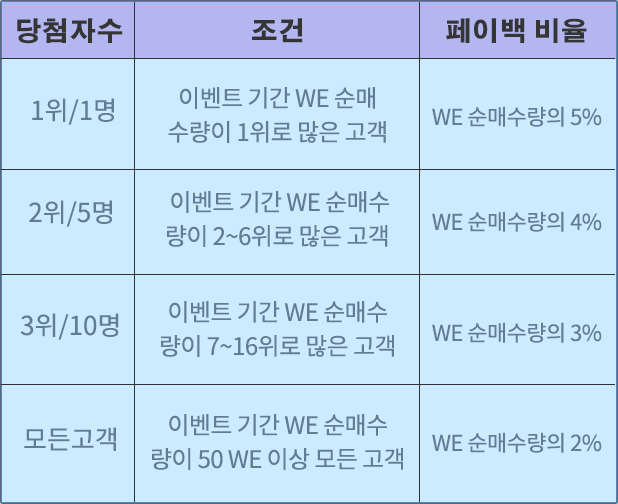 당첨자수 조건 페이백 비율
1위/1명
이벤트 기간 WE 순매
수량이 1위로 많은 고객
WE 순매수량의 5%
2위/5명
이벤트 기간 WE 순매수
량이 2~6위로 많은 고객
WE 순매수량의 4%
3위/10명
이벤트 기간 WE 순매수
량이 7~16위로 많은 고객
WE 순매수량의 3%
모든고객
이벤트 기간 WE 순매수
량이 50 WE 이상 모든 고객
WE 순매수량의 2%